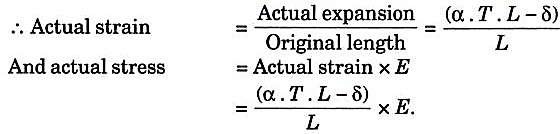 ∴ Actual strain = Actual expansion / Original length = (α . T . L – δ) / L
And actual stress = Actual strain × E
= (α . T . L – δ) / L × E.